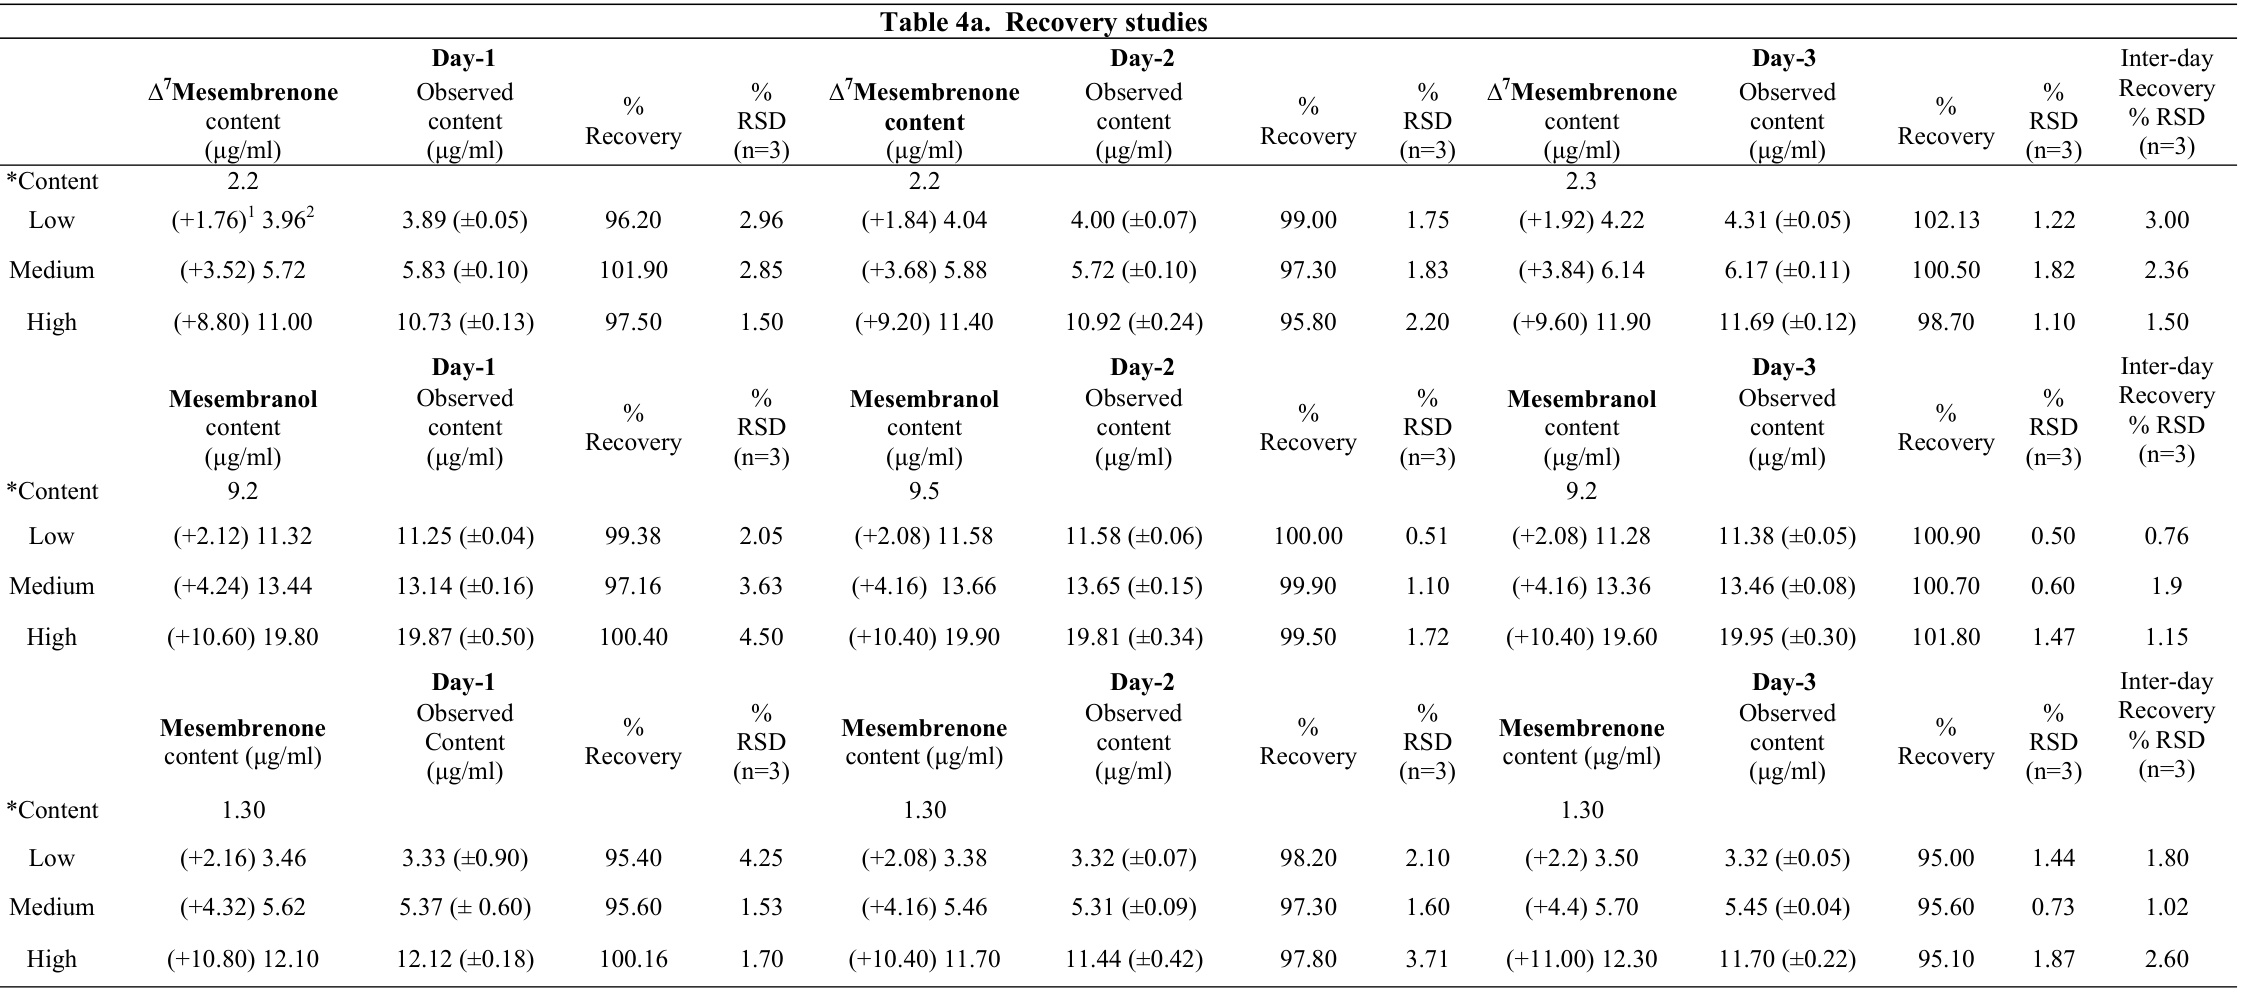 Table 4a. Recovery studies
Day-1 Day-2 Day-3 Inter-day
Δ⁷Mesembrenone Observed % % Δ⁷Mesembrenone Observed % % Δ⁷Mesembrenone Observed % % Recovery
content content Recovery RSD content content Recovery RSD content content Recovery RSD % RSD
(µg/ml) (µg/ml) (n=3) (µg/ml) (µg/ml) (n=3) (µg/ml) (µg/ml) (n=3) (n=3)
*Content 2.2 2.2 2.3
Low (+1.76)¹ 3.96² 3.89 (±0.05) 96.20 2.96 (+1.84) 4.04 4.00 (±0.07) 99.00 1.75 (+1.92) 4.22 4.31 (±0.05) 102.13 1.22 3.00
Medium (+3.52) 5.72 5.83 (±0.10) 101.90 2.85 (+3.68) 5.88 5.72 (±0.10) 97.30 1.83 (+3.84) 6.14 6.17 (±0.11) 100.50 1.82 2.36
High (+8.80) 11.00 10.73 (±0.13) 97.50 1.50 (+9.20) 11.40 10.92 (±0.24) 95.80 2.20 (+9.60) 11.90 11.69 (±0.12) 98.70 1.10 1.50
Day-1 Day-2 Day-3 Inter-day
Mesembranol Observed % % Mesembranol Observed % % Mesembranol Observed % % Recovery
content content Recovery RSD content content Recovery RSD content content Recovery RSD % RSD
(µg/ml) (µg/ml) (n=3) (µg/ml) (µg/ml) (n=3) (µg/ml) (µg/ml) (n=3) (n=3)
*Content 9.2 9.5 9.2
Low (+2.12) 11.32 11.25 (±0.04) 99.38 2.05 (+2.08) 11.58 11.58 (±0.06) 100.00 0.51 (+2.08) 11.28 11.38 (±0.05) 100.90 0.50 0.76
Medium (+4.24) 13.44 13.14 (±0.16) 97.16 3.63 (+4.16) 13.66 13.65 (±0.15) 99.90 1.10 (+4.16) 13.36 13.46 (±0.08) 100.70 0.60 1.9
High (+10.60) 19.80 19.87 (±0.50) 100.40 4.50 (+10.40) 19.90 19.81 (±0.34) 99.50 1.72 (+10.40) 19.60 19.95 (±0.30) 101.80 1.47 1.15
Day-1 Day-2 Day-3 Inter-day
Mesembrenone Observed % % Mesembrenone Observed % % Mesembrenone Observed % % Recovery
content (µg/ml) Content Recovery RSD content (µg/ml) content Recovery RSD content (µg/ml) content Recovery RSD % RSD
(µg/ml) (n=3) (µg/ml) (n=3) (µg/ml) (n=3) (n=3)
*Content 1.30 1.30 1.30
Low (+2.16) 3.46 3.33 (±0.90) 95.40 4.25 (+2.08) 3.38 3.32 (±0.07) 98.20 2.10 (+2.2) 3.50 3.32 (±0.05) 95.00 1.44 1.80
Medium (+4.32) 5.62 5.37 (± 0.60) 95.60 1.53 (+4.16) 5.46 5.31 (±0.09) 97.30 1.60 (+4.4) 5.70 5.45 (±0.04) 95.60 0.73 1.02
High (+10.80) 12.10 12.12 (±0.18) 100.16 1.70 (+10.40) 11.70 11.44 (±0.42) 97.80 3.71 (+11.00) 12.30 11.70 (±0.22) 95.10 1.87 2.60